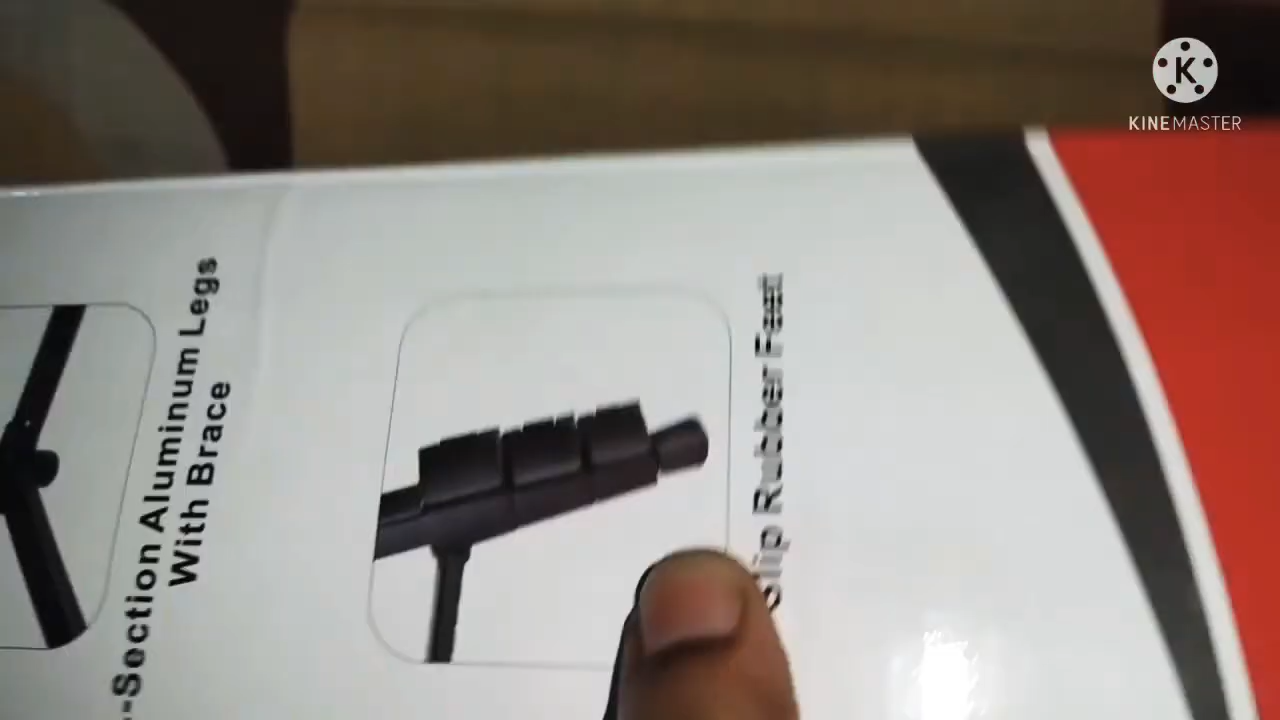 K
KINEMASTER
-Section Aluminum Legs
With Brace
Slip Rubber Feet